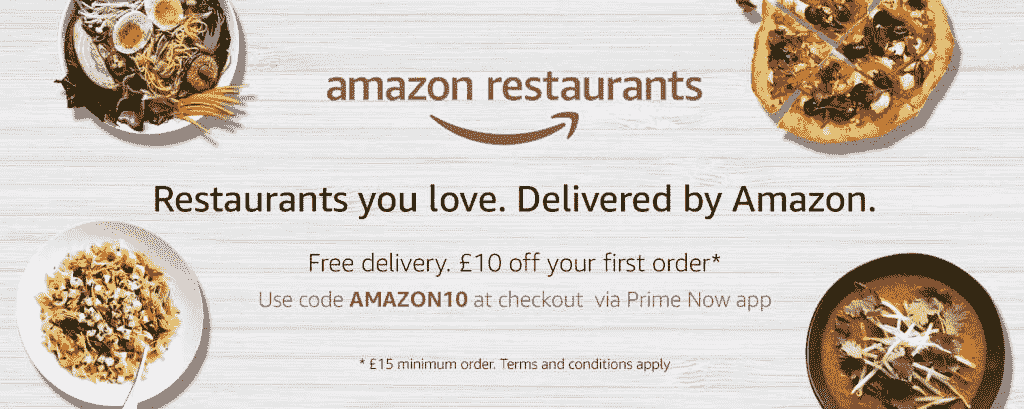 amazon restaurants
Restaurants you love. Delivered by Amazon.
Free delivery. £10 off your first order*
Use code AMAZON10 at checkout via Prime Now app
* £15 minimum order. Terms and conditions apply